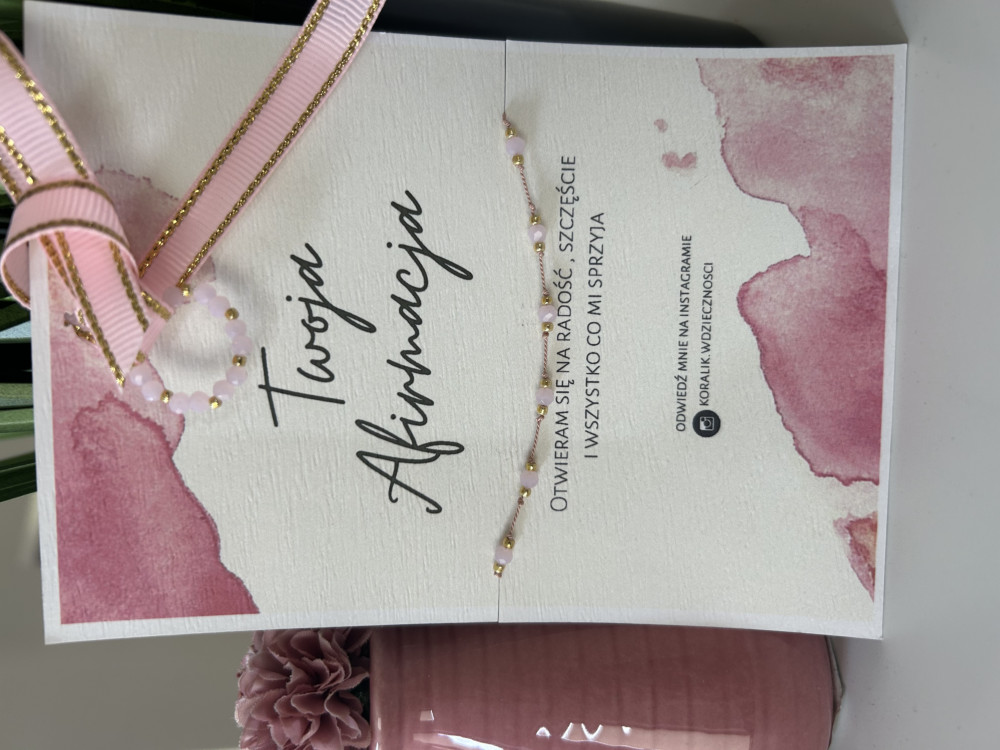 Twoja
Afirmacja
OTWIERAM SIĘ NA RADOŚĆ , SZCZĘŚCIE
I WSZYSTKO CO MI SPRZYJA
ODWIEDŹ MNIE NA INSTAGRAMIE
KORALIK.WDZIECZNOSCI